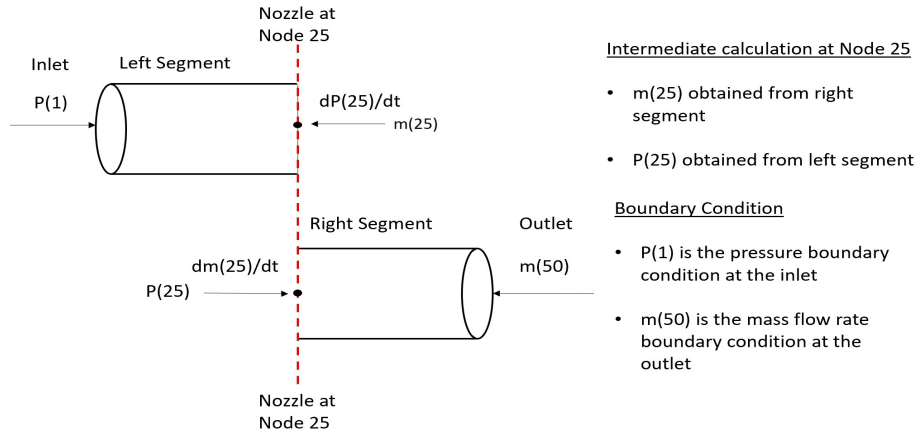 Nozzle at
Node 25
Inlet
Left Segment
P(1)
dP(25)/dt
m(25)
Right Segment
Outlet
dm(25)/dt
m(50)
P(25)
Nozzle at
Node 25
Intermediate calculation at Node 25
• m(25) obtained from right
segment
• P(25) obtained from left segment
Boundary Condition
• P(1) is the pressure boundary
condition at the inlet
• m(50) is the mass flow rate
boundary condition at the
outlet